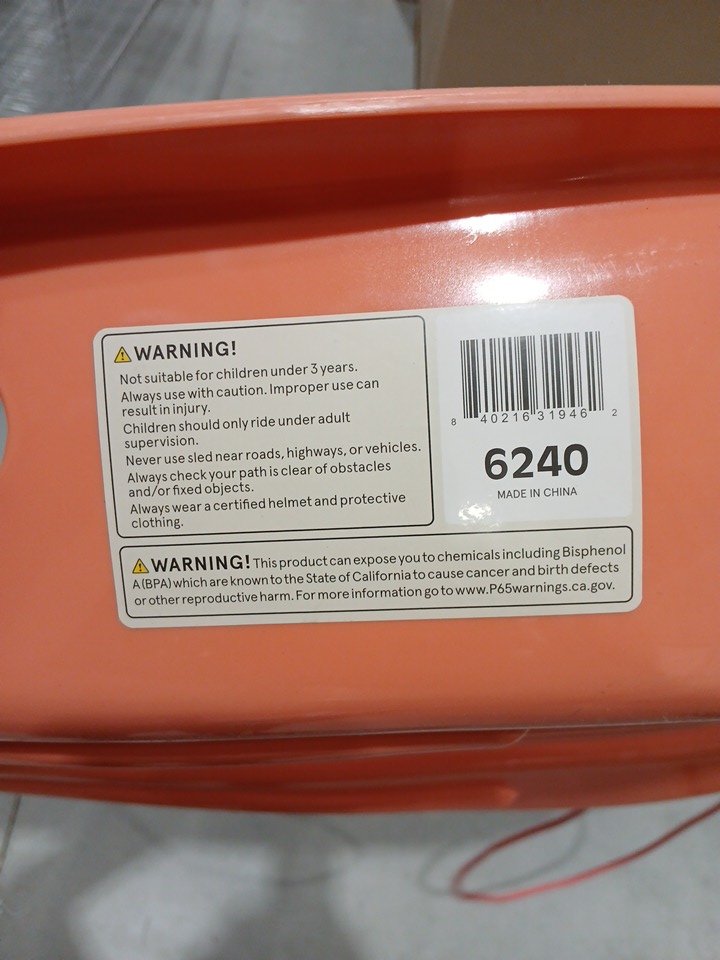 ⚠ WARNING!
Not suitable for children under 3 years.
Always use with caution. Improper use can
result in injury.
Children should only ride under adult
supervision.
Never use sled near roads, highways, or vehicles.
Always check your path is clear of obstacles
and/or fixed objects.
Always wear a certified helmet and protective
clothing.
8 40216 31946 2
6240
MADE IN CHINA
⚠ WARNING! This product can expose you to chemicals including Bisphenol
A (BPA) which are known to the State of California to cause cancer and birth defects
or other reproductive harm. For more information go to www.P65warnings.ca.gov.